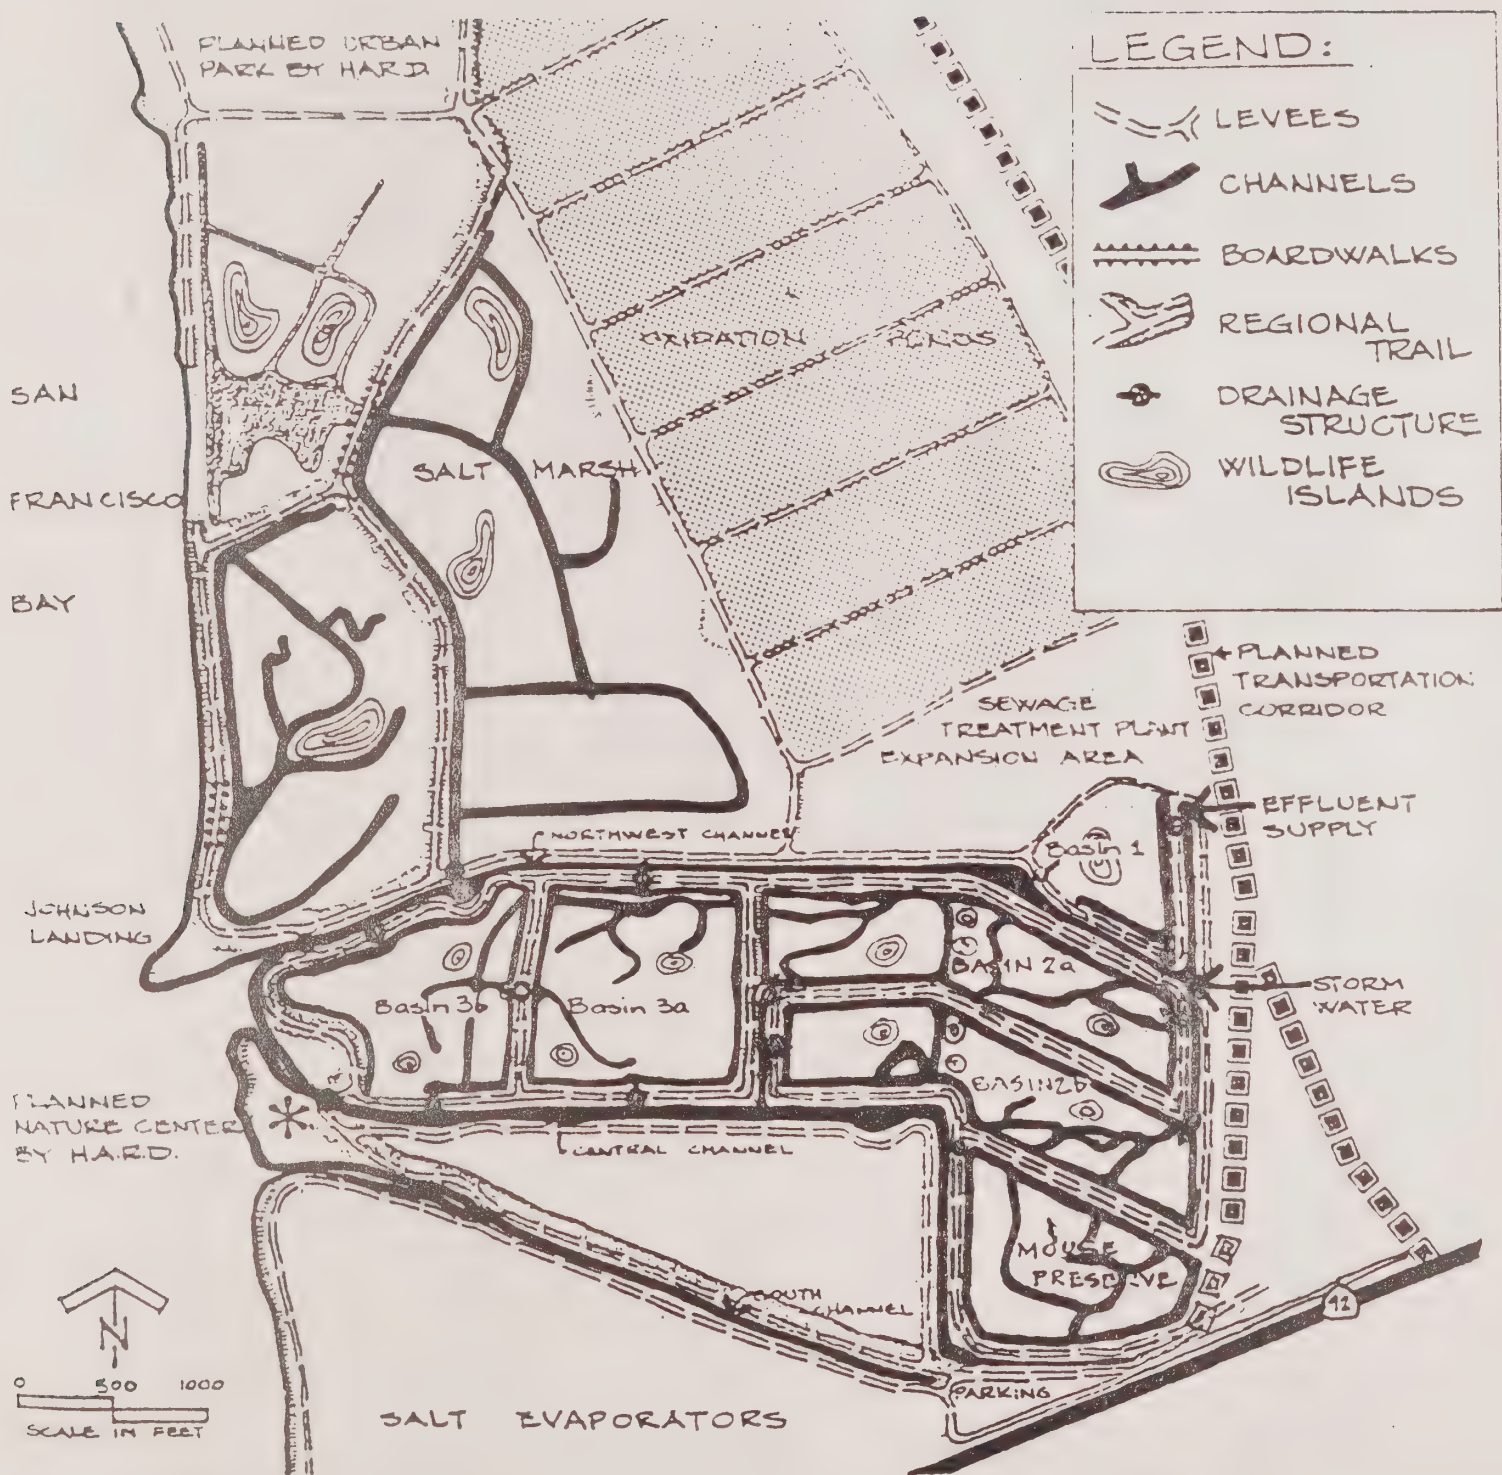 PLANNED URBAN
PARK BY HARD.
LEGEND:
LEVEES
CHANNELS
BOARDWALKS
REGIONAL
TRAIL
DRAINAGE
STRUCTURE
WILDLIFE
ISLANDS
OXIDATION PONDS
SAN
FRANCISCO
BAY
SALT MARSH
PLANNED
TRANSPORTATION
CORRIDOR
SEWAGE
TREATMENT PLANT
EXPANSION AREA
EFFLUENT
SUPPLY
NORTHWEST CHANNEL
Basin 1
JOHNSON
LANDING
BASIN 2a
STORM
WATER
Basin 3b
Basin 3a
BASIN 2b
PLANNED
NATURE CENTER
BY H.A.R.D.
CENTRAL CHANNEL
MOUSE
PRESERVE
SOUTH
CHANNEL
92
N
0 500 1000
SCALE IN FEET
PARKING
SALT EVAPORATORS